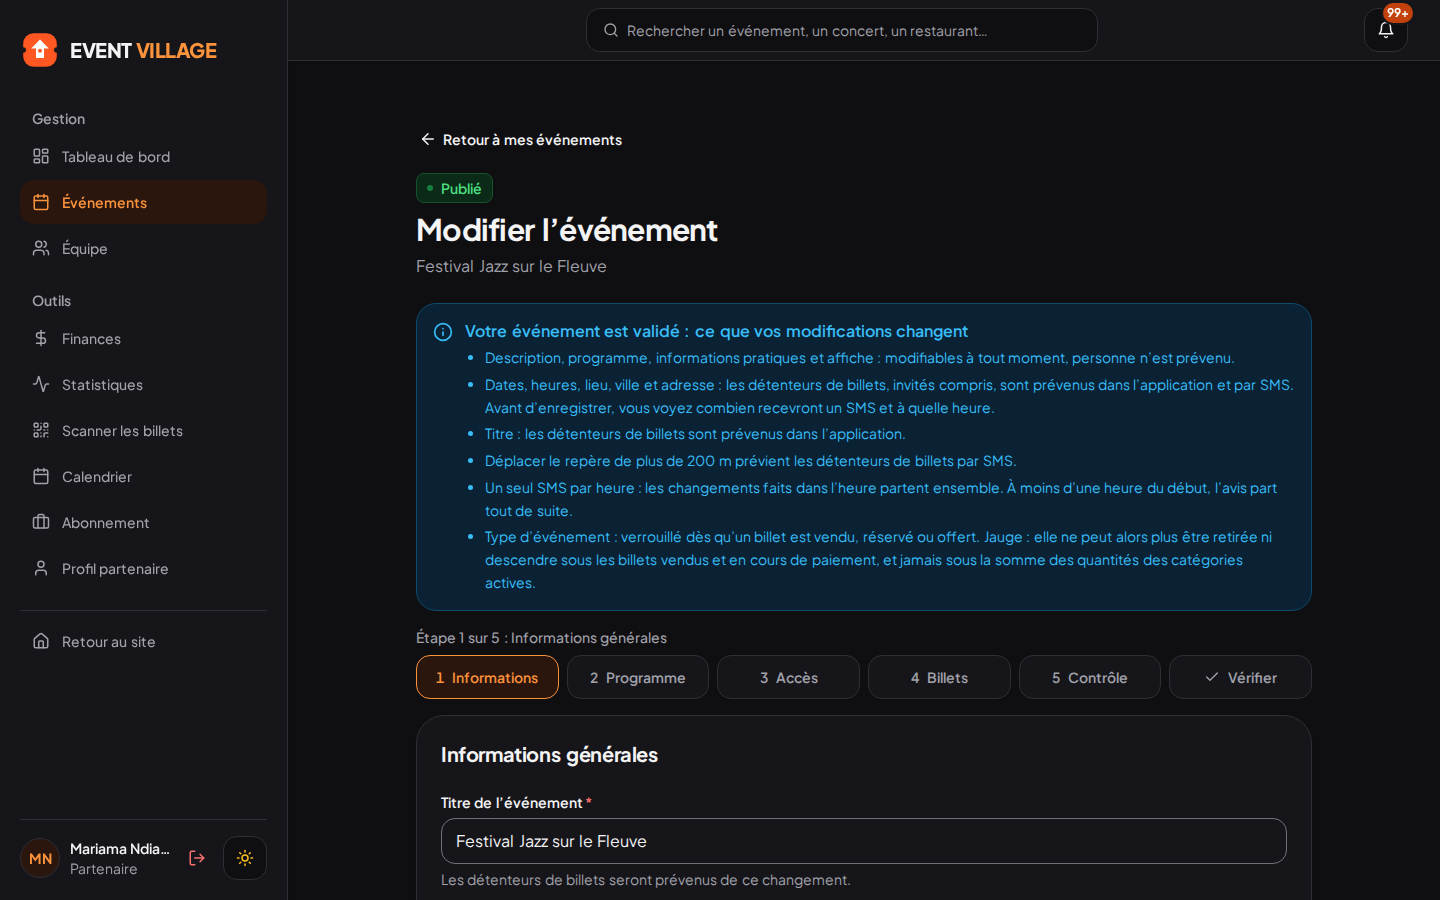 EVENT VILLAGE
Rechercher un événement, un concert, un restaurant...
99+
Gestion
Tableau de bord
Événements
Équipe
Outils
Finances
Statistiques
Scanner les billets
Calendrier
Abonnement
Profil partenaire
Retour au site
MN
Mariama Ndia...
Partenaire
Retour à mes événements
Publié
Modifier l’événement
Festival Jazz sur le Fleuve
Votre événement est validé : ce que vos modifications changent
Description, programme, informations pratiques et affiche : modifiables à tout moment, personne n’est prévenu.
Dates, heures, lieu, ville et adresse : les détenteurs de billets, invités compris, sont prévenus dans l’application et par SMS.
Avant d’enregistrer, vous voyez combien recevront un SMS et à quelle heure.
Titre : les détenteurs de billets sont prévenus dans l’application.
Déplacer le repère de plus de 200 m prévient les détenteurs de billets par SMS.
Un seul SMS par heure : les changements faits dans l’heure partent ensemble. À moins d’une heure du début, l’avis part
tout de suite.
Type d’événement : verrouillé dès qu’un billet est vendu, réservé ou offert. Jauge : elle ne peut alors plus être retirée ni
descendre sous les billets vendus et en cours de paiement, et jamais sous la somme des quantités des catégories
actives.
Étape 1 sur 5 : Informations générales
1 Informations
2 Programme
3 Accès
4 Billets
5 Contrôle
Vérifier
Informations générales
Titre de l’événement *
Festival Jazz sur le Fleuve
Les détenteurs de billets seront prévenus de ce changement.